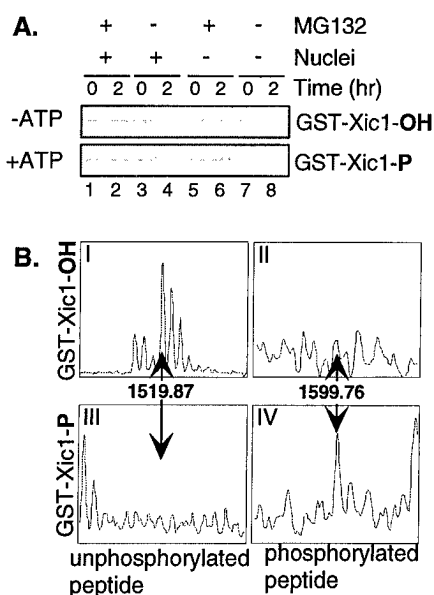 A.
+ - + - MG132
+ + - - Nuclei
0 2 0 2 0 2 0 2 Time (hr)
-ATP GST-Xic1-OH
+ATP GST-Xic1-P
1 2 3 4 5 6 7 8
B.
GST-Xic1-OH
I II
1519.87 1599.76
GST-Xic1-P
III IV
unphosphorylated phosphorylated
peptide peptide